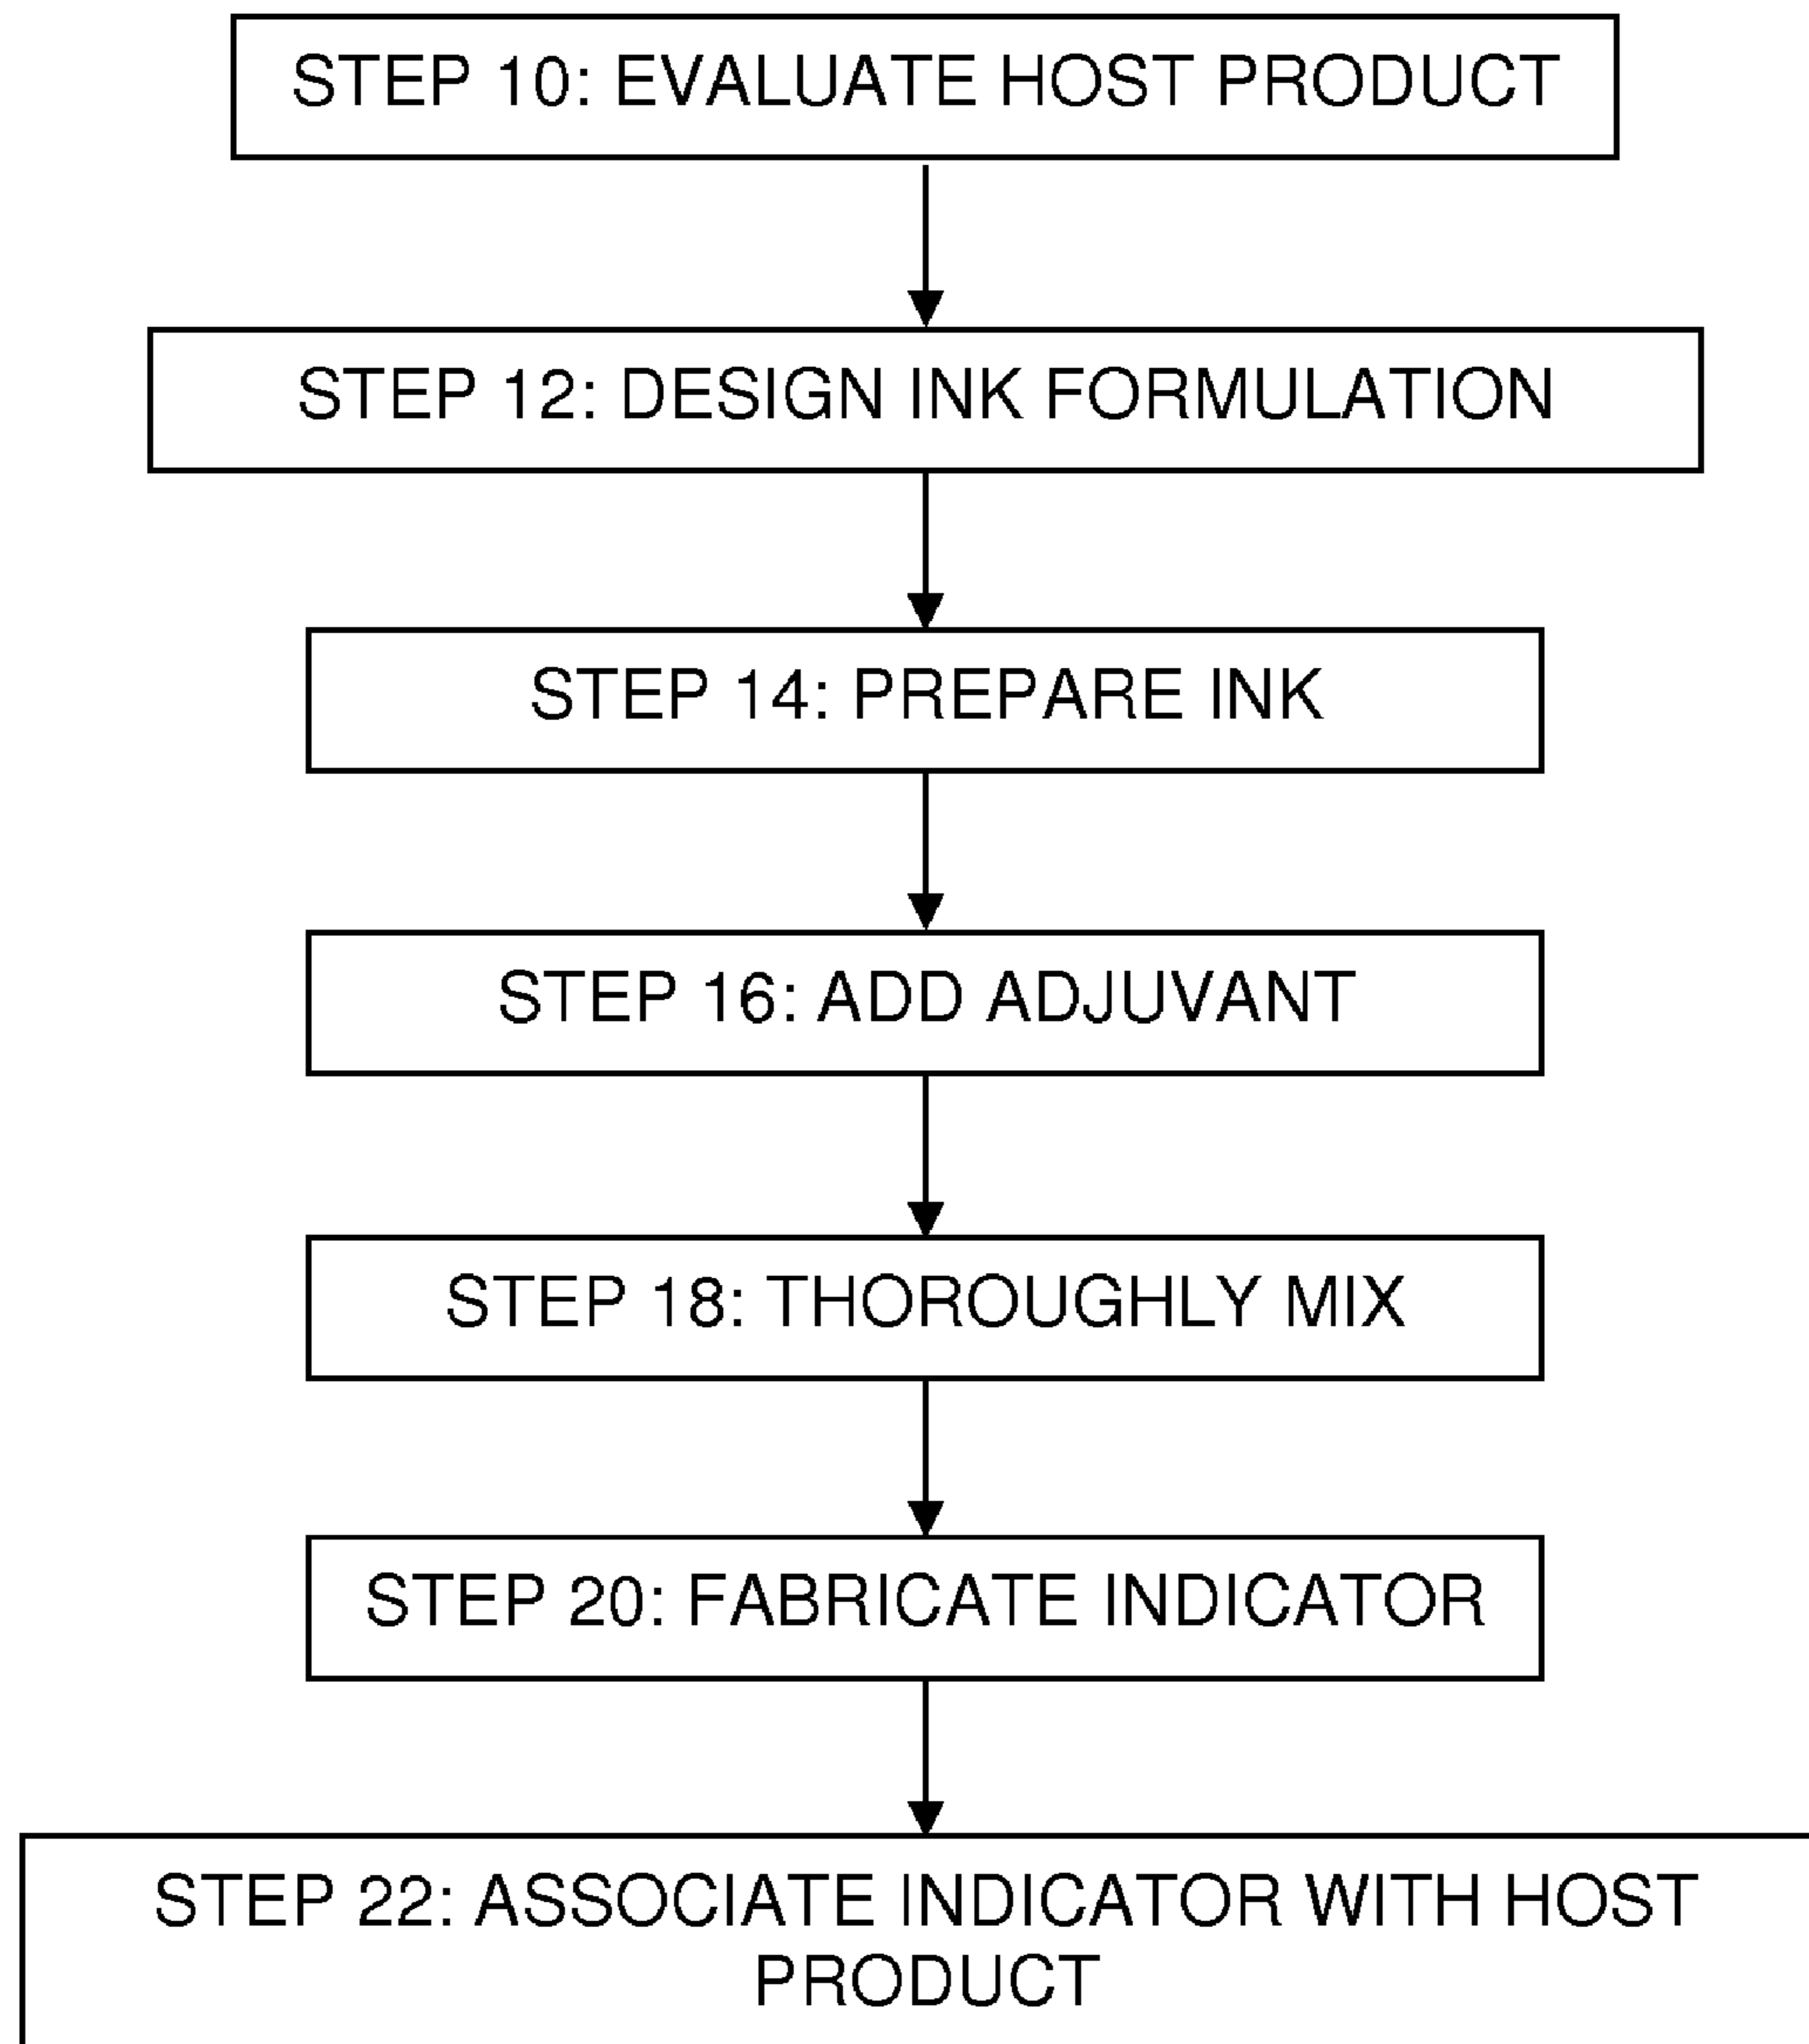 STEP 10: EVALUATE HOST PRODUCT
STEP 12: DESIGN INK FORMULATION
STEP 14: PREPARE INK
STEP 16: ADD ADJUVANT
STEP 18: THOROUGHLY MIX
STEP 20: FABRICATE INDICATOR
STEP 22: ASSOCIATE INDICATOR WITH HOST
PRODUCT